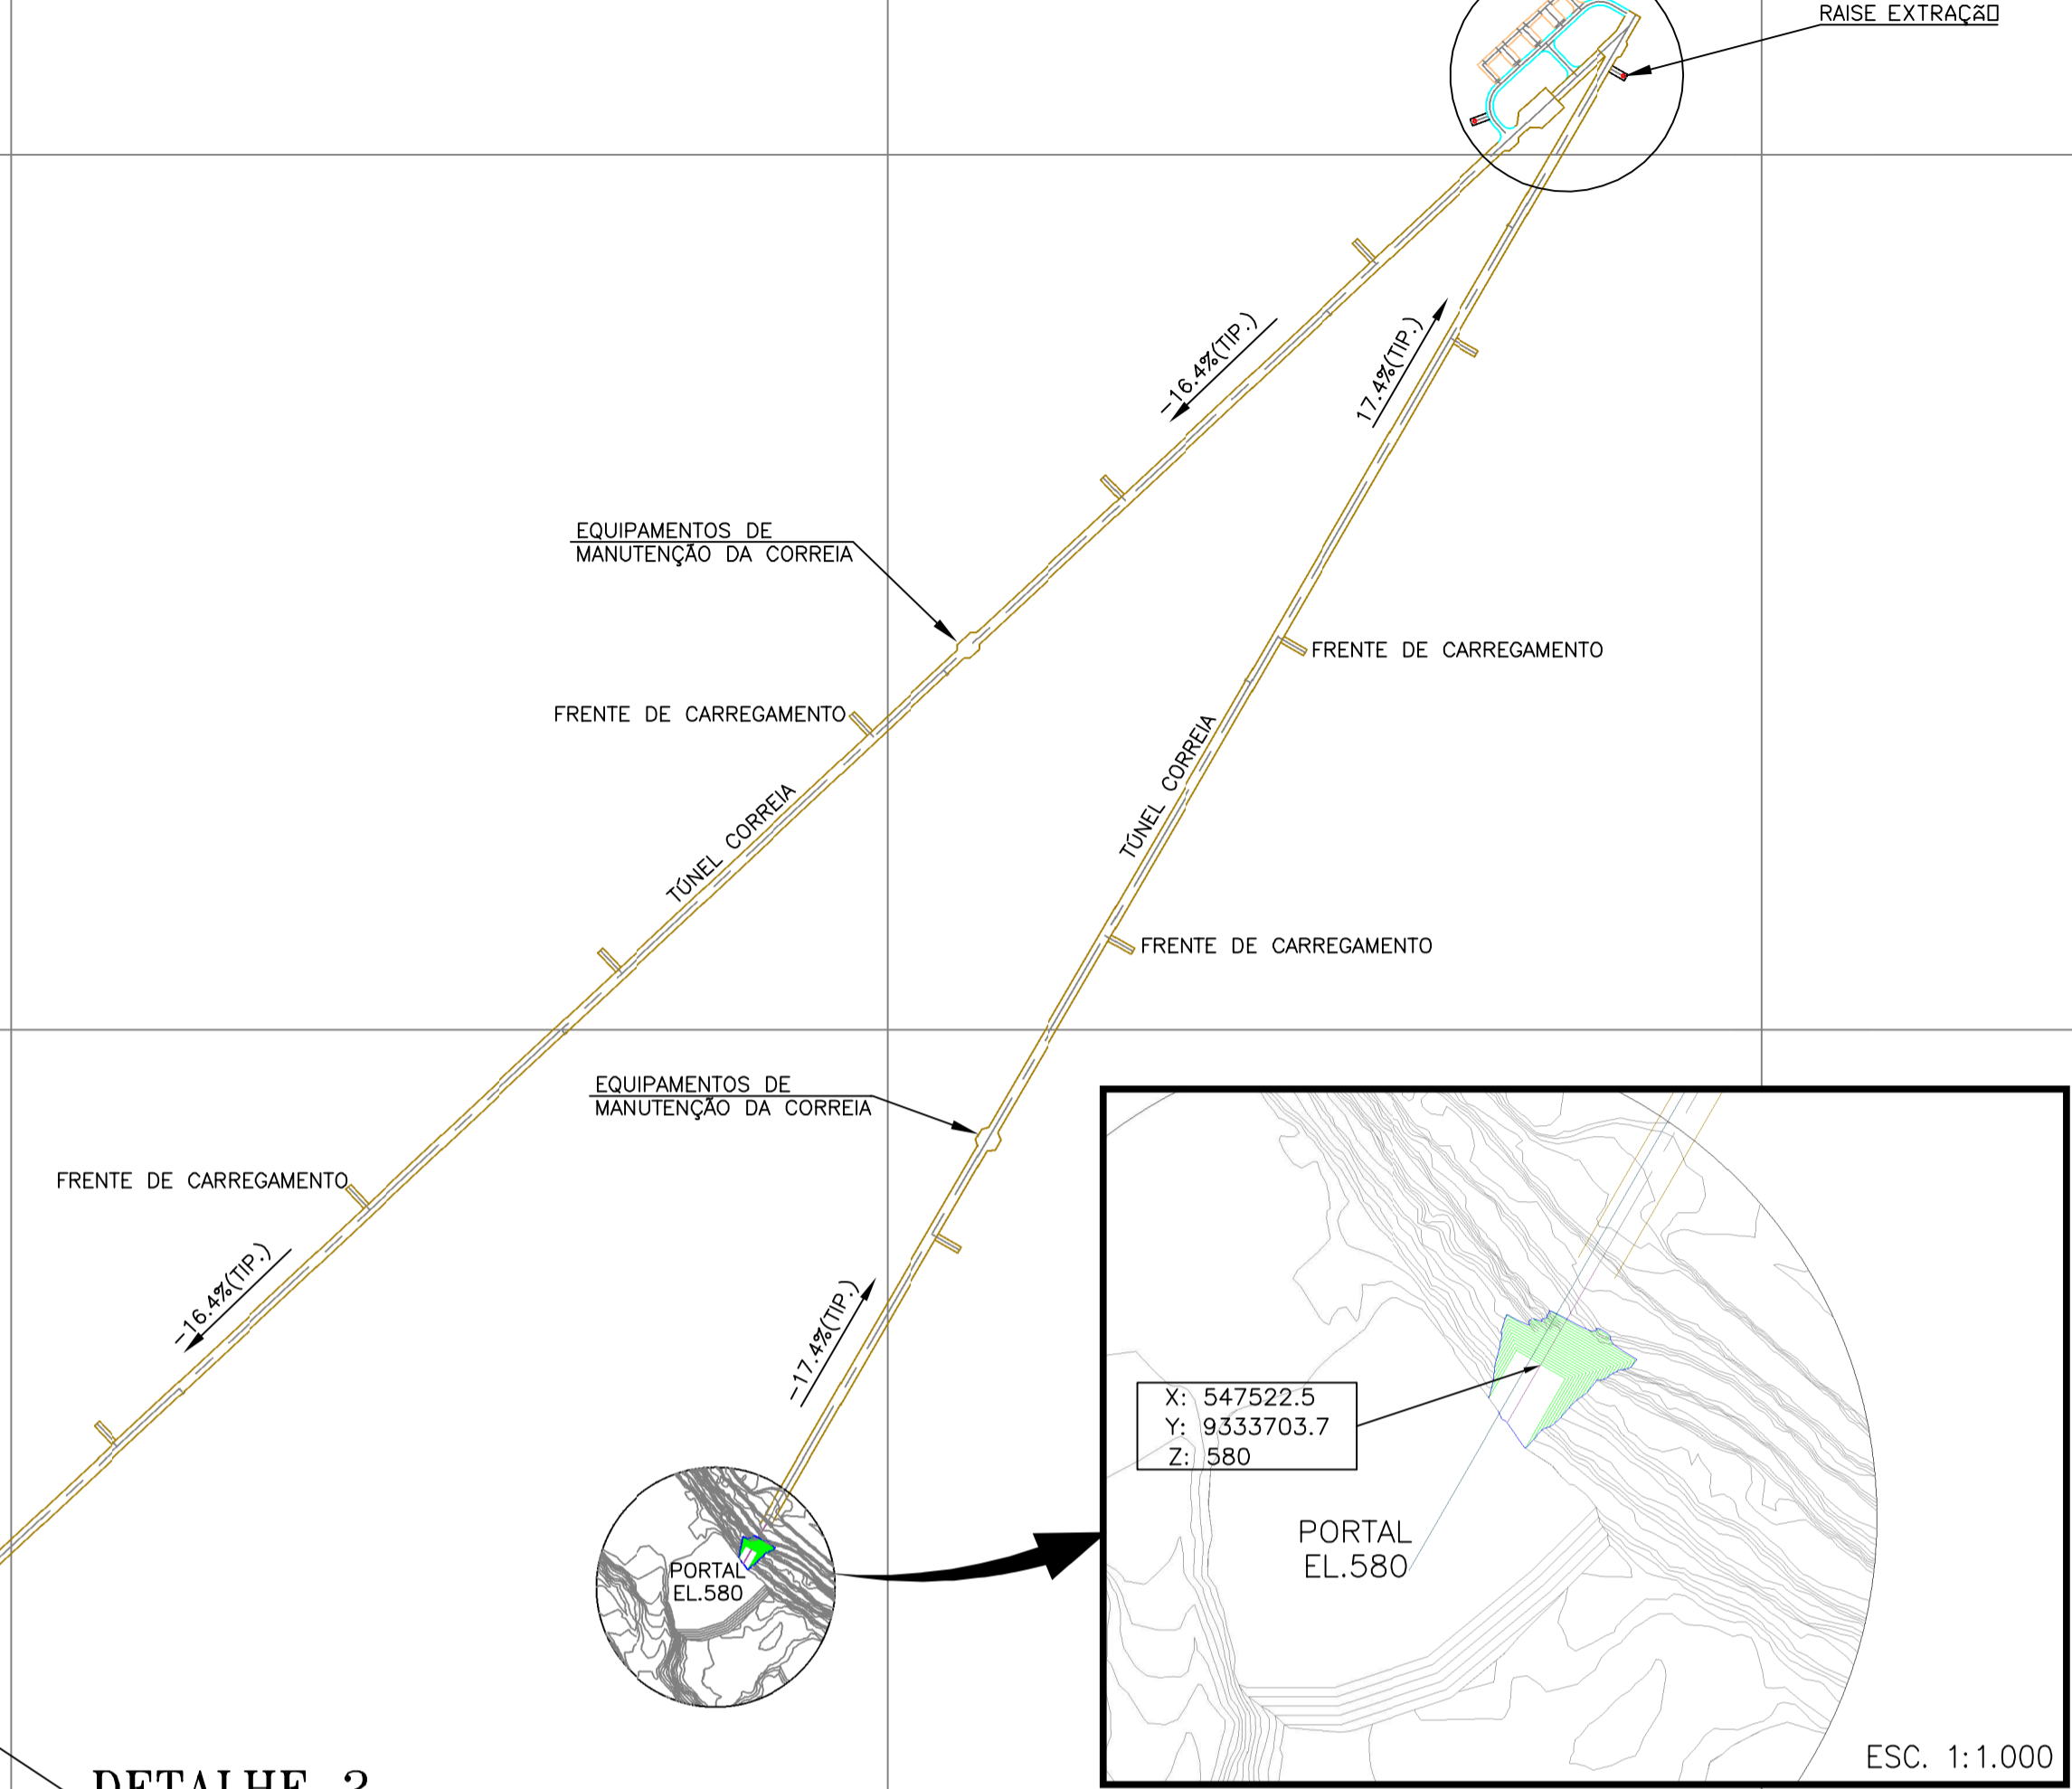 RAISE EXTRAÇÃO
-16.4%(TIP.)
17.4%(TIP.)
EQUIPAMENTOS DE
MANUTENÇÃO DA CORREIA
FRENTE DE CARREGAMENTO
FRENTE DE CARREGAMENTO
TÚNEL CORREIA
TÚNEL CORREIA
FRENTE DE CARREGAMENTO
EQUIPAMENTOS DE
MANUTENÇÃO DA CORREIA
FRENTE DE CARREGAMENTO
-16.4%(TIP.)
-17.4%(TIP.)
PORTAL
EL.580
X: 547522.5
Y: 9333703.7
Z: 580
PORTAL
EL.580
ESC. 1:1.000
DETALHE